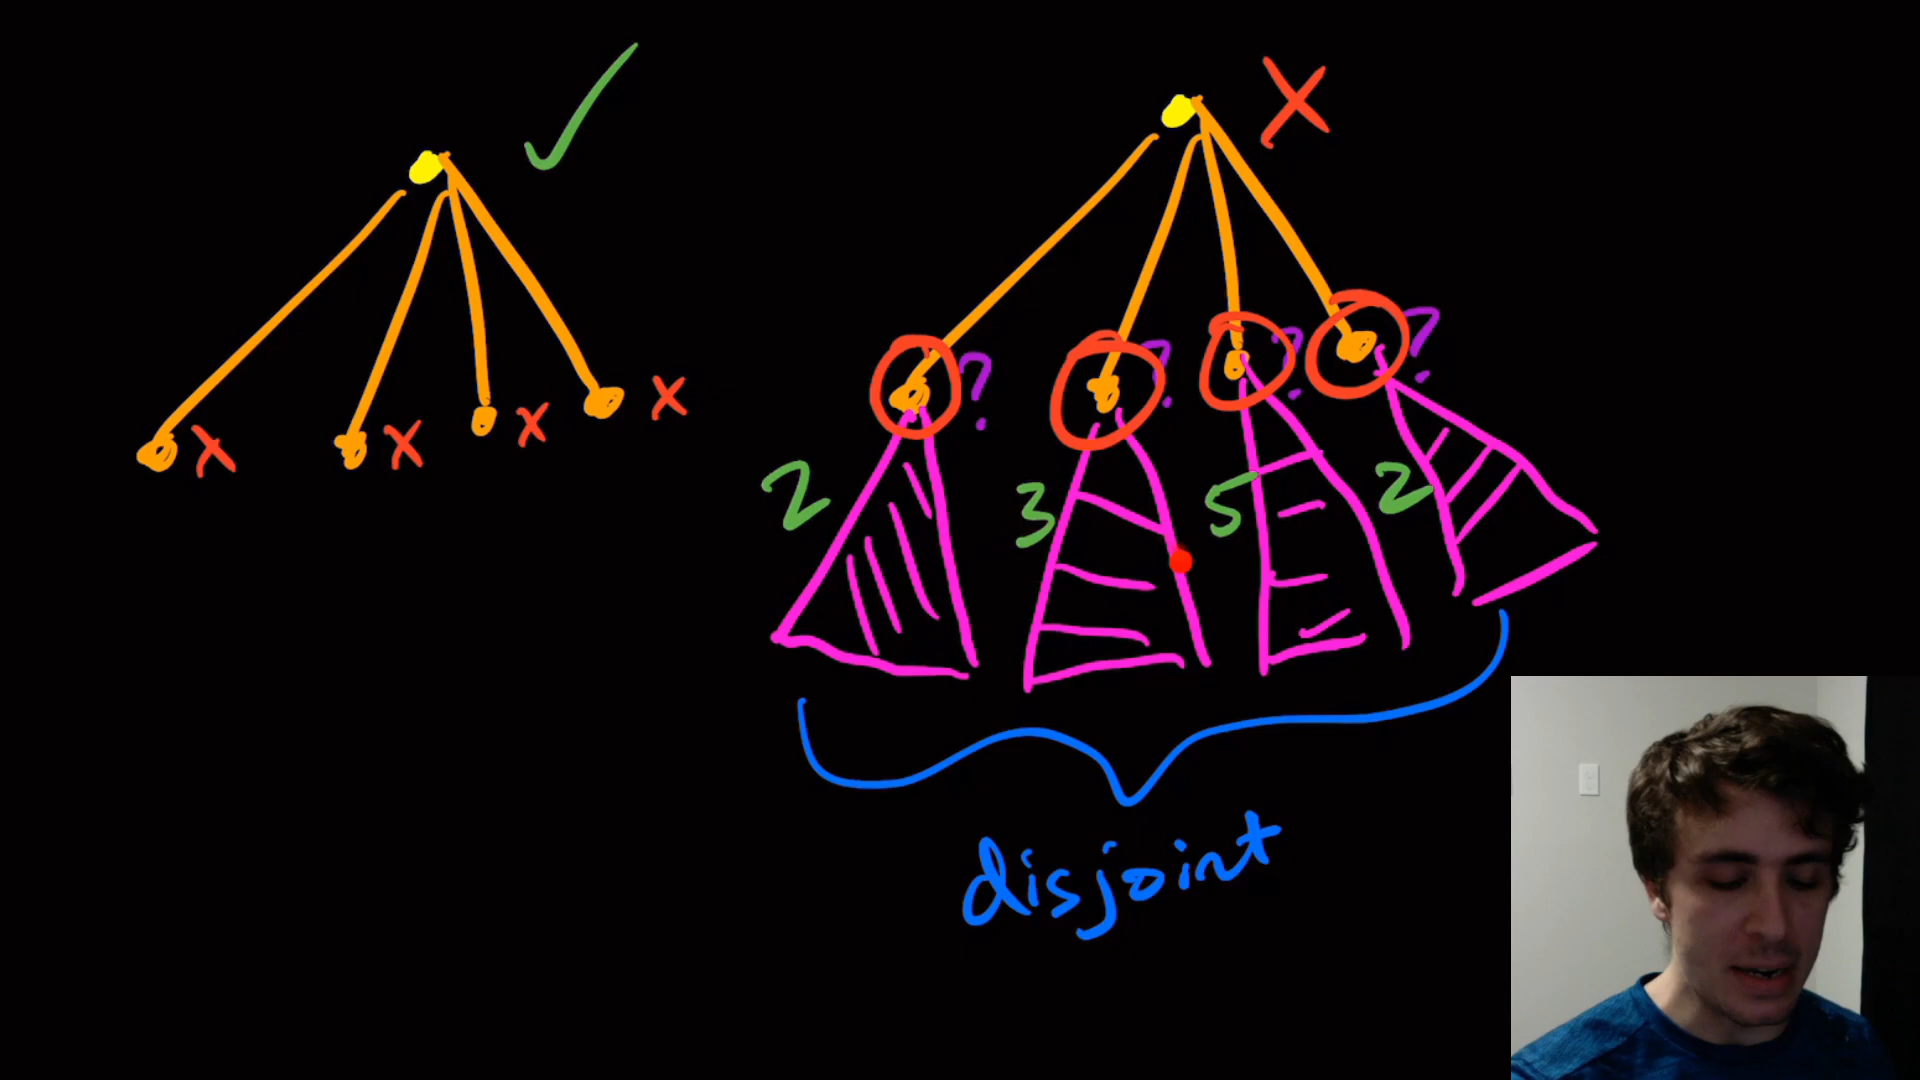 ✓
X
X X X X
? ? ? ?
2 3 5 2
disjoint